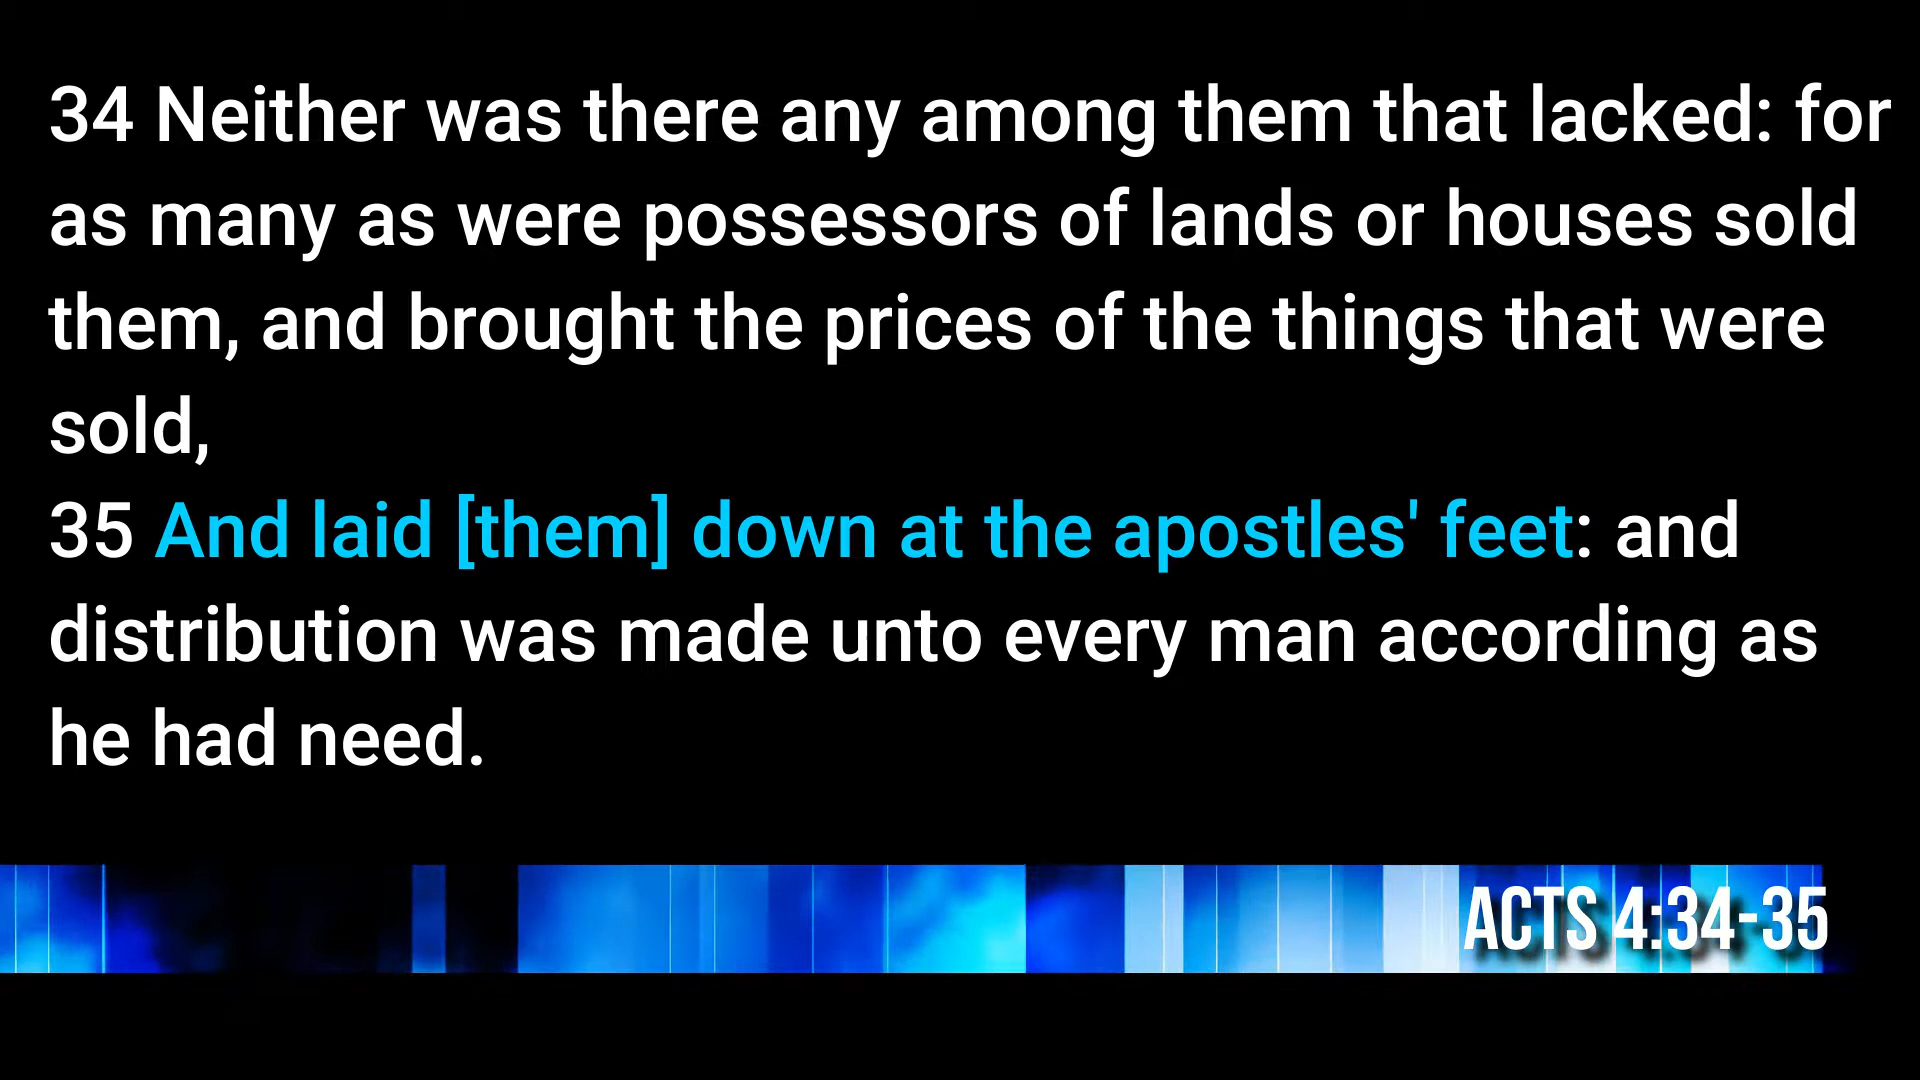 34 Neither was there any among them that lacked: for
as many as were possessors of lands or houses sold
them, and brought the prices of the things that were
sold,
35 And laid [them] down at the apostles' feet: and
distribution was made unto every man according as
he had need.
ACTS 4:34-35